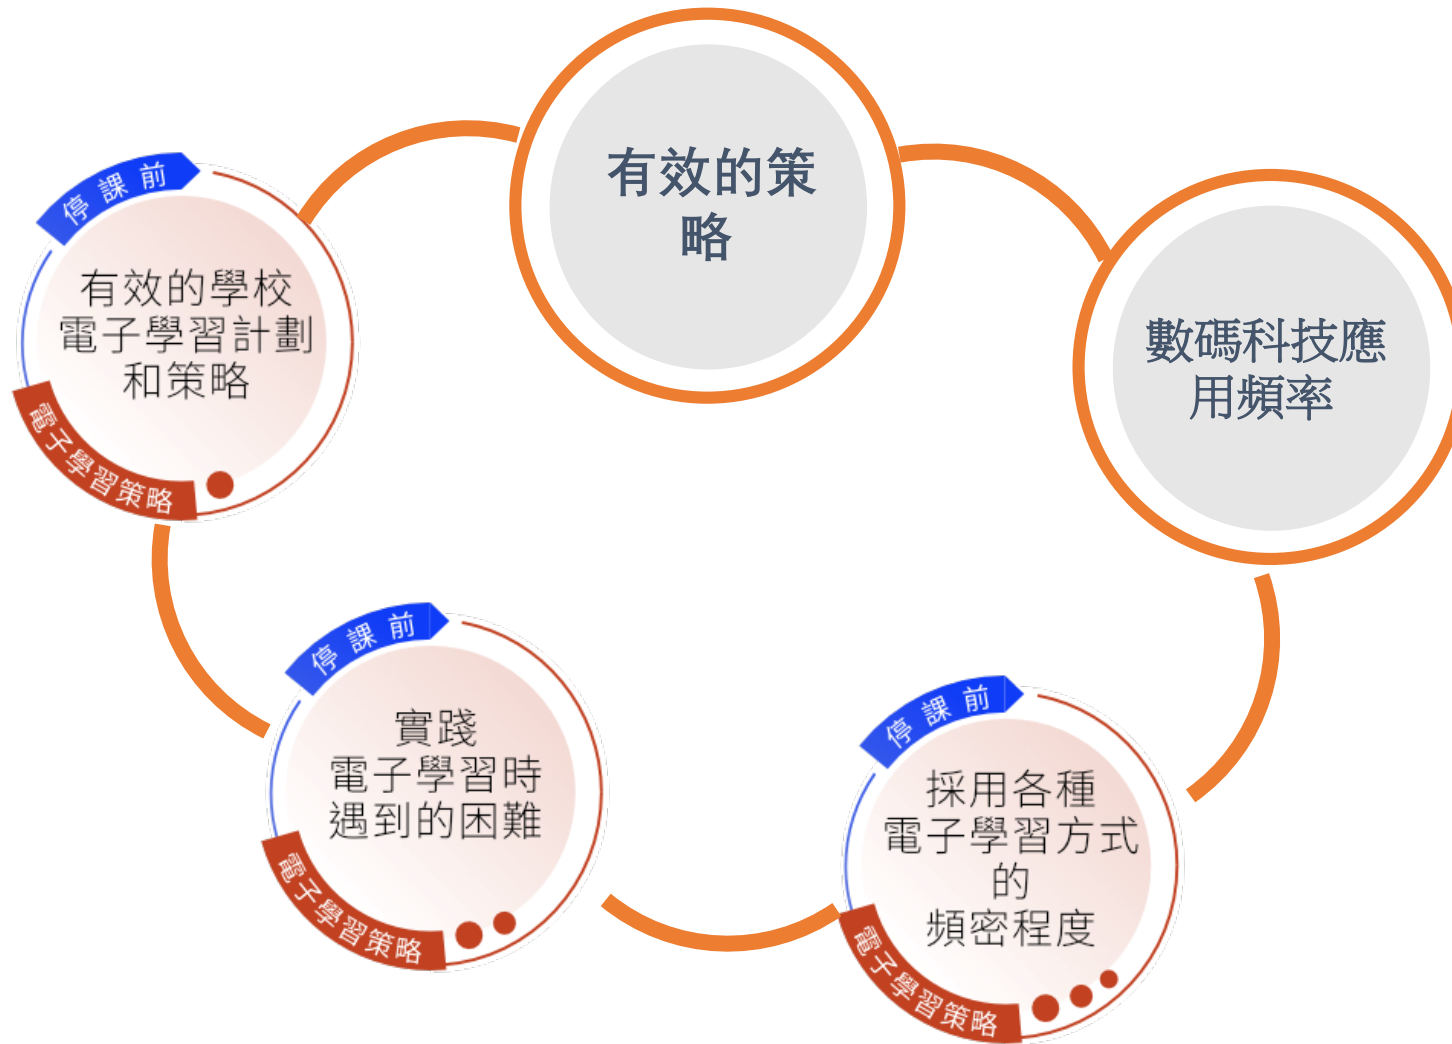 有效的策
略
數碼科技應
用頻率
停課前
有效的學校
電子學習計劃
和策略
電子學習策略
停課前
實踐
電子學習時
遇到的困難
電子學習策略
停課前
採用各種
電子學習方式
的
頻密程度
電子學習策略